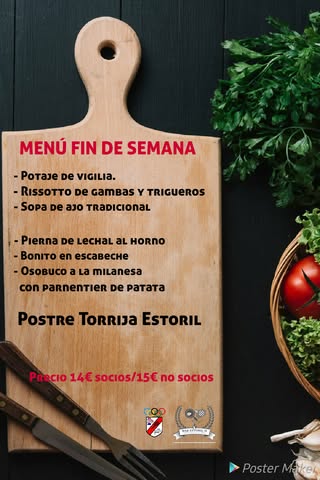 MENÚ FIN DE SEMANA
- Potaje de vigilia.
- Rissotto de gambas y trigueros
- Sopa de ajo tradicional
- Pierna de lechal al horno
- Bonito en escabeche
- Osobuco a la milanesa
con parnentier de patata
Postre Torrija Estoril
Precio 14€ socios/15€ no socios
Poster Maker